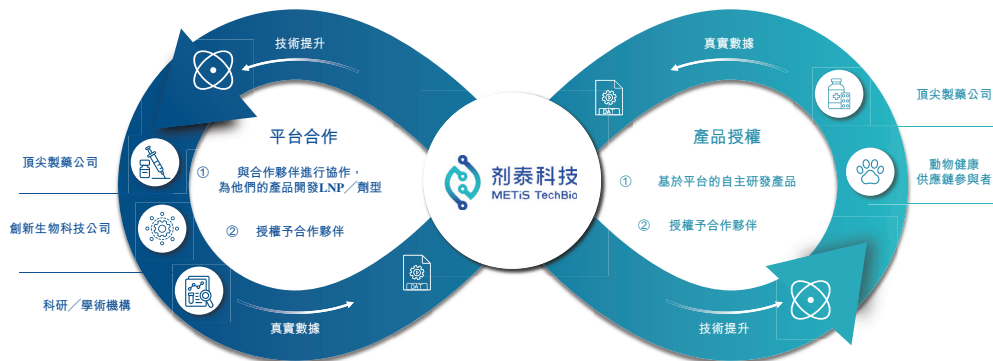 技術提升
真實數據
頂尖製藥公司
平台合作
產品授權
頂尖製藥公司
① 與合作夥伴進行協作，
為他們的產品開發LNP／劑型
剂泰科技
METiS TechBio
① 基於平台的自主研發產品
動物健康
供應鏈參與者
創新生物科技公司
② 授權予合作夥伴
② 授權予合作夥伴
科研／學術機構
DAT
DAT
真實數據
技術提升